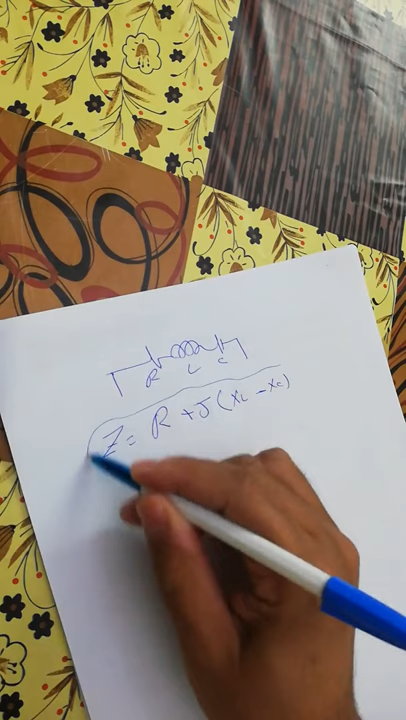 R L C
Z = R + J (XL - XC)